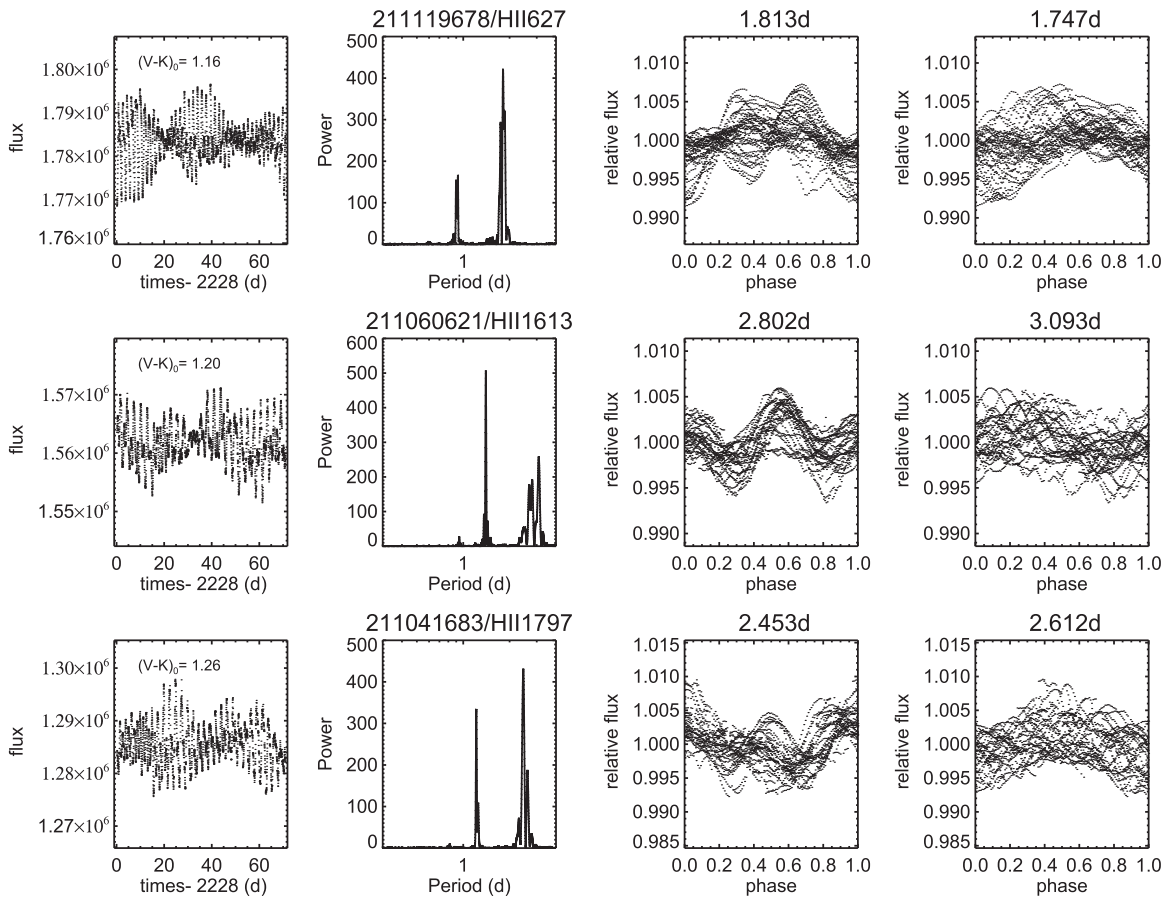 211119678/HII627 1.813d 1.747d
(V-K)0= 1.16
1.80×10^6
1.79×10^6
1.78×10^6
1.77×10^6
1.76×10^6
flux
0 20 40 60
times- 2228 (d)
500
400
300
200
100
0
Power
1
Period (d)
1.010
1.005
1.000
0.995
0.990
relative flux
0.0 0.2 0.4 0.6 0.8 1.0
phase
1.010
1.005
1.000
0.995
0.990
relative flux
0.0 0.2 0.4 0.6 0.8 1.0
phase
211060621/HII1613 2.802d 3.093d
(V-K)0= 1.20
1.57×10^6
1.56×10^6
1.55×10^6
flux
0 20 40 60
times- 2228 (d)
600
500
400
300
200
100
0
Power
1
Period (d)
1.010
1.005
1.000
0.995
0.990
relative flux
0.0 0.2 0.4 0.6 0.8 1.0
phase
1.010
1.005
1.000
0.995
0.990
relative flux
0.0 0.2 0.4 0.6 0.8 1.0
phase
211041683/HII1797 2.453d 2.612d
(V-K)0= 1.26
1.30×10^6
1.29×10^6
1.28×10^6
1.27×10^6
flux
0 20 40 60
times- 2228 (d)
500
400
300
200
100
0
Power
1
Period (d)
1.015
1.010
1.005
1.000
0.995
0.990
0.985
relative flux
0.0 0.2 0.4 0.6 0.8 1.0
phase
1.015
1.010
1.005
1.000
0.995
0.990
0.985
relative flux
0.0 0.2 0.4 0.6 0.8 1.0
phase